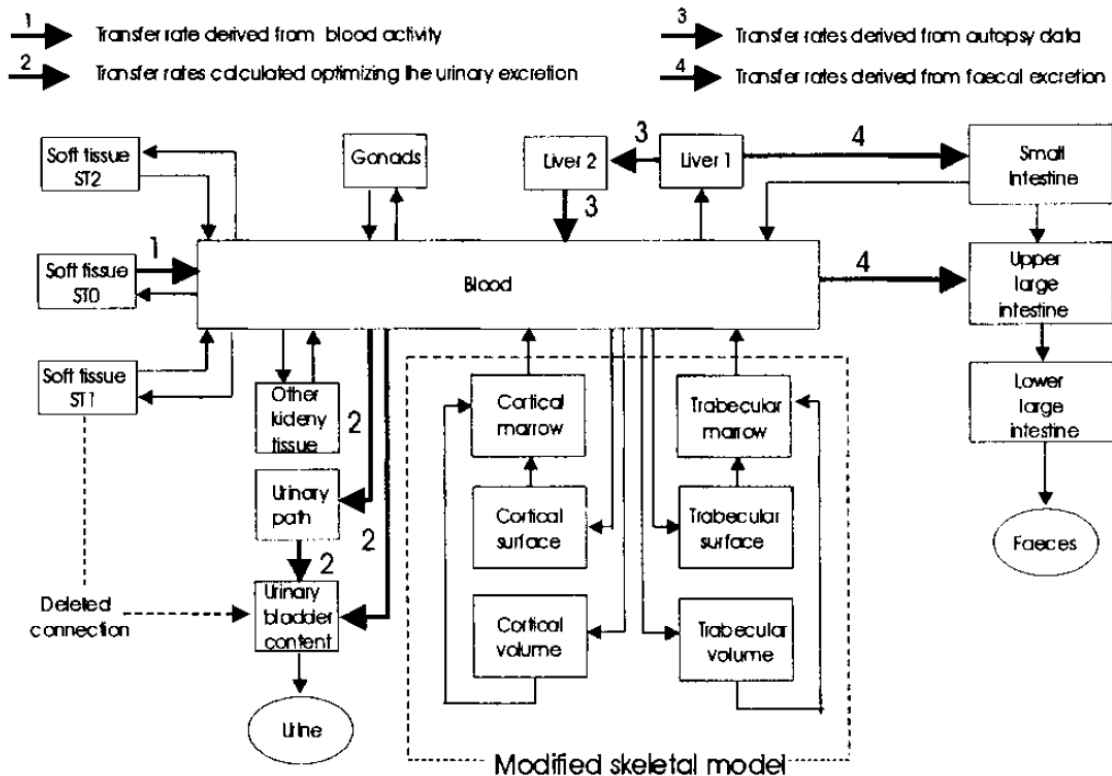 1
Transfer rate derived from blood activity
2
Transfer rates calculated optimizing the urinary excretion
3
Transfer rates derived from autopsy data
4
Transfer rates derived from faecal excretion
Soft tissue
ST2
Gonads
Liver 2
3
Liver 1
4
Small
Intestine
3
1
Soft tissue
ST0
Blood
4
Upper
large
intestine
Soft tissue
ST1
Other
kideny
tissue
2
Cortical
marrow
Trabecular
marrow
Lower
large
intestine
Urinary
path
2
2
Cortical
surface
Trabecular
surface
Faeces
Deleted
connection
Urinary
bladder
content
Cortical
volume
Trabecular
volume
Urine
Modified skeletal model